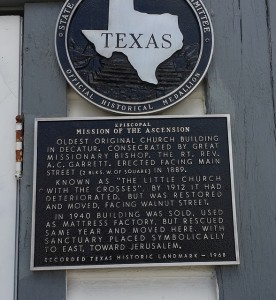 STATE COMMITTEE
TEXAS
OFFICIAL HISTORICAL MEDALLION
EPISCOPAL
MISSION OF THE ASCENSION
OLDEST ORIGINAL CHURCH BUILDING
IN DECATUR. CONSECRATED BY GREAT
MISSIONARY BISHOP, THE RT. REV.
A.C. GARRETT. ERECTED FACING MAIN
STREET (2 BLKS. W. OF SQUARE) IN 1889.
KNOWN AS "THE LITTLE CHURCH
WITH THE CROSSES", BY 1912 IT HAD
DETERIORATED, BUT WAS RESTORED
AND MOVED, FACING WALNUT STREET.
IN 1940 BUILDING WAS SOLD, USED
AS MATTRESS FACTORY, BUT RESCUED
SAME YEAR AND MOVED HERE, WITH
SANCTUARY PLACED SYMBOLICALLY
TO EAST, TOWARD JERUSALEM.
RECORDED TEXAS HISTORIC LANDMARK - 1968